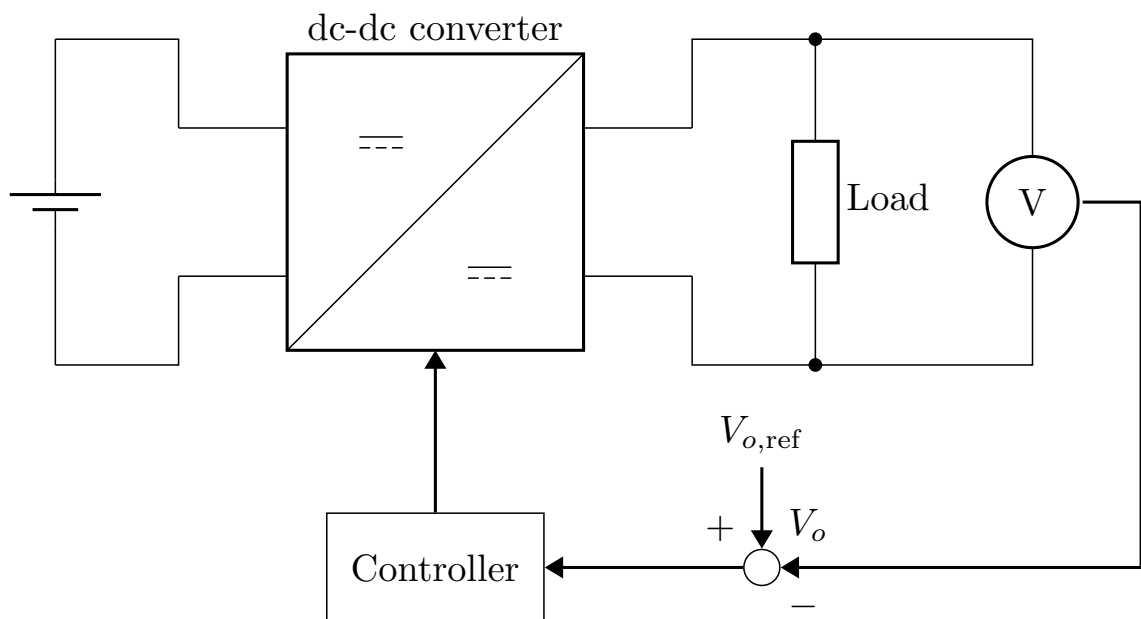 dc-dc converter
Load
V
V_{o,ref}
+
V_o
Controller
−